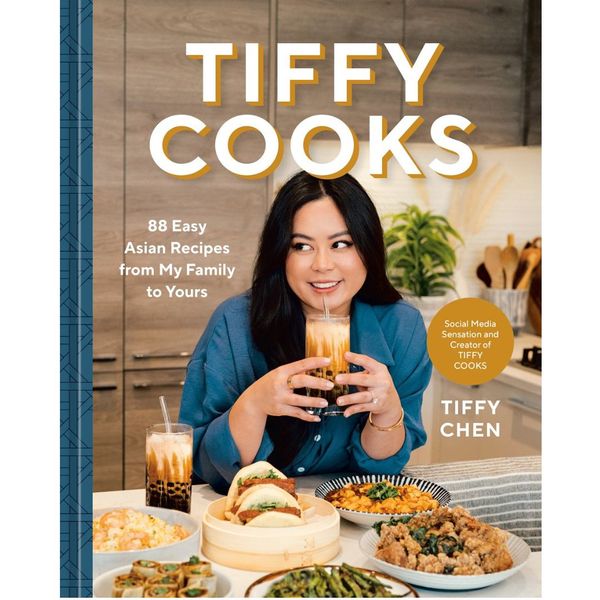 TIFFY
COOKS
88 Easy
Asian Recipes
from My Family
to Yours
Social Media
Sensation and
Creator of
TIFFY
COOKS
TIFFY
CHEN